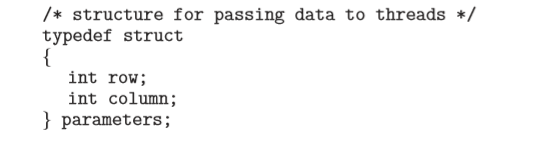 /* structure for passing data to threads */
typedef struct
{
int row;
int column;
} parameters;